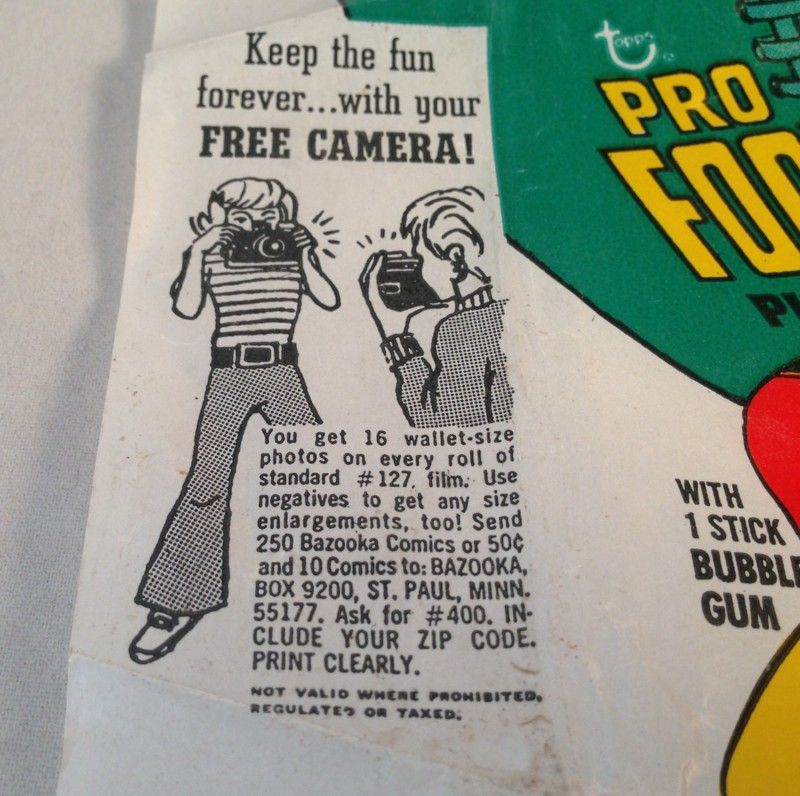 Keep the fun
forever...with your
FREE CAMERA!
You get 16 wallet-size
photos on every roll of
standard #127 film. Use
negatives to get any size
enlargements, too! Send
250 Bazooka Comics or 50¢
and 10 Comics to: BAZOOKA,
BOX 9200, ST. PAUL, MINN.
55177. Ask for #400. IN-
CLUDE YOUR ZIP CODE.
PRINT CLEARLY.
NOT VALID WHERE PROHIBITED,
REGULATED OR TAXED.
topps
PRO
FOO
WITH
1 STICK
BUBBLE
GUM